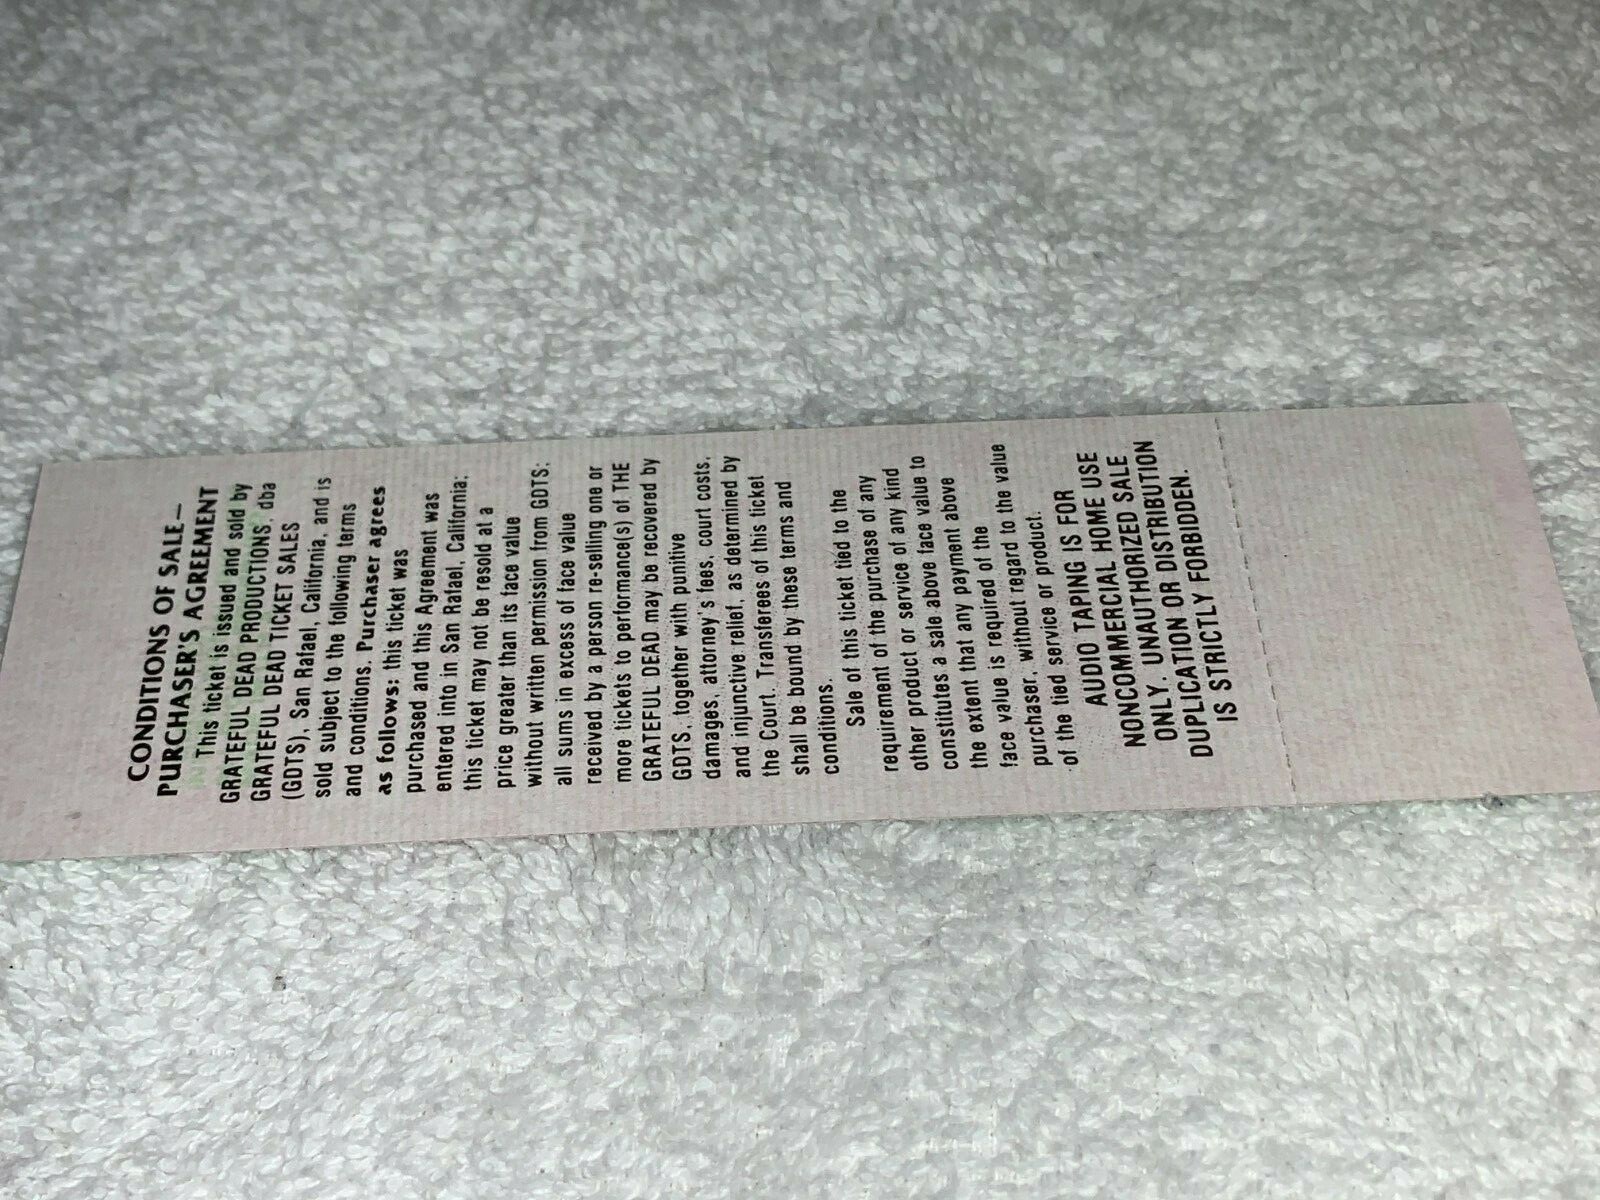 CONDITIONS OF SALE—
PURCHASER'S AGREEMENT
This ticket is issued and sold by
GRATEFUL DEAD PRODUCTIONS, dba
GRATEFUL DEAD TICKET SALES
(GDTS), San Rafael, California, and is
sold subject to the following terms
and conditions. Purchaser agrees
as follows: this ticket was
purchased and this Agreement was
entered into in San Rafael, California;
this ticket may not be resold at a
price greater than its face value
without written permission from GDTS;
all sums in excess of face value
received by a person re-selling one or
more tickets to performance(s) of THE
GRATEFUL DEAD may be recovered by
GDTS, together with punitive
damages, attorney's fees, court costs,
and injunctive relief, as determined by
the Court. Transferees of this ticket
shall be bound by these terms and
conditions.
Sale of this ticket tied to the
requirement of the purchase of any
other product or service of any kind
constitutes a sale above face value to
the extent that any payment above
face value is required of the
purchaser, without regard to the value
of the tied service or product.
AUDIO TAPING IS FOR
NONCOMMERCIAL HOME USE
ONLY. UNAUTHORIZED SALE
DUPLICATION OR DISTRIBUTION
IS STRICTLY FORBIDDEN.